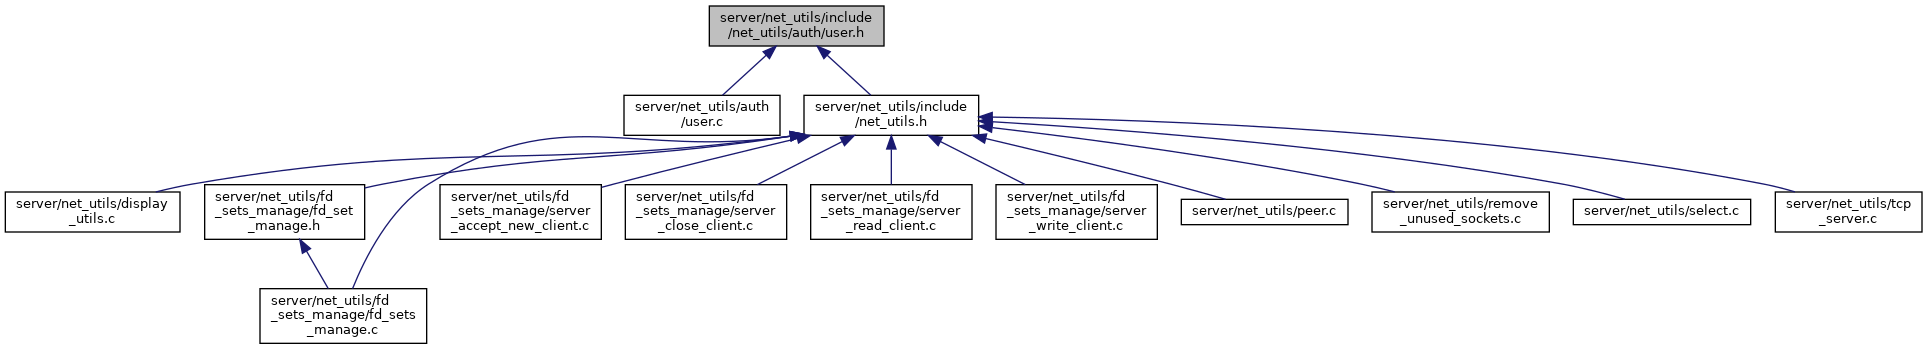 server/net_utils/include
/net_utils/auth/user.h
server/net_utils/auth
/user.c
server/net_utils/include
/net_utils.h
server/net_utils/display
_utils.c
server/net_utils/fd
_sets_manage/fd_set
_manage.h
server/net_utils/fd
_sets_manage/server
_accept_new_client.c
server/net_utils/fd
_sets_manage/server
_close_client.c
server/net_utils/fd
_sets_manage/server
_read_client.c
server/net_utils/fd
_sets_manage/server
_write_client.c
server/net_utils/peer.c
server/net_utils/remove
_unused_sockets.c
server/net_utils/select.c
server/net_utils/tcp
_server.c
server/net_utils/fd
_sets_manage/fd_sets
_manage.c